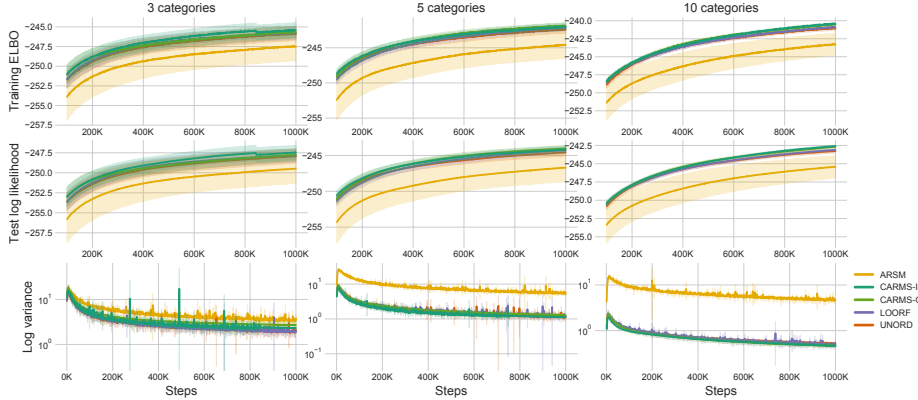 3 categories
5 categories
10 categories
Training ELBO
−245.0
−247.5
−250.0
−252.5
−255.0
−257.5
200K 400K 600K 800K 1000K
−245
−250
−255
200K 400K 600K 800K 1000K
−240.0
−242.5
−245.0
−247.5
−250.0
−252.5
200K 400K 600K 800K 1000K
Test log likelihood
−247.5
−250.0
−252.5
−255.0
−257.5
200K 400K 600K 800K 1000K
−245
−250
−255
200K 400K 600K 800K 1000K
−242.5
−245.0
−247.5
−250.0
−252.5
−255.0
200K 400K 600K 800K 1000K
Log variance
10¹
10⁰
0K 200K 400K 600K 800K 1000K
Steps
10¹
10⁰
10⁻¹
0K 200K 400K 600K 800K 1000K
Steps
10¹
10⁰
0K 200K 400K 600K 800K 1000K
Steps
ARSM
CARMS-I
CARMS-G
LOORF
UNORD